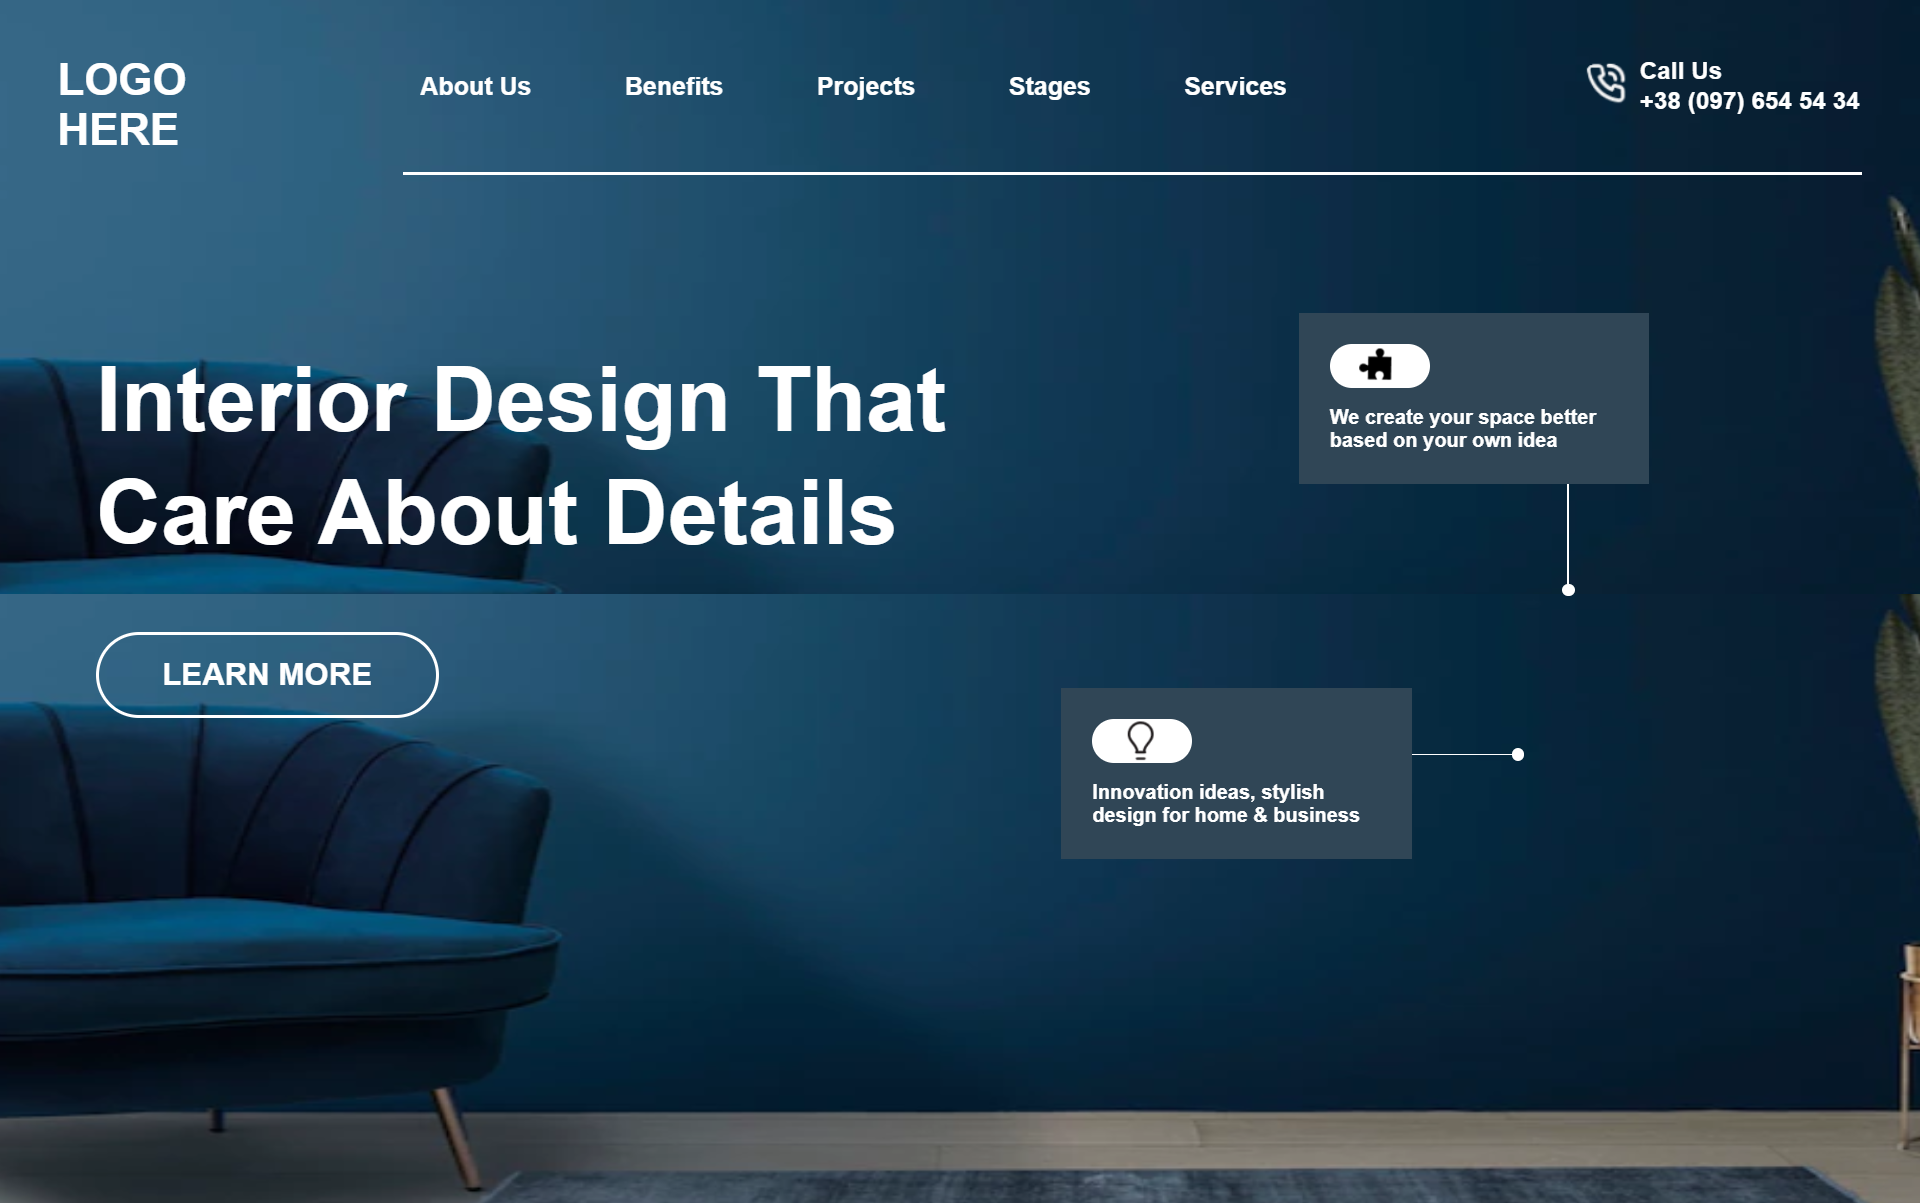 LOGO
HERE
About Us
Benefits
Projects
Stages
Services
Call Us
+38 (097) 654 54 34
Interior Design That
Care About Details
We create your space better
based on your own idea
LEARN MORE
Innovation ideas, stylish
design for home & business